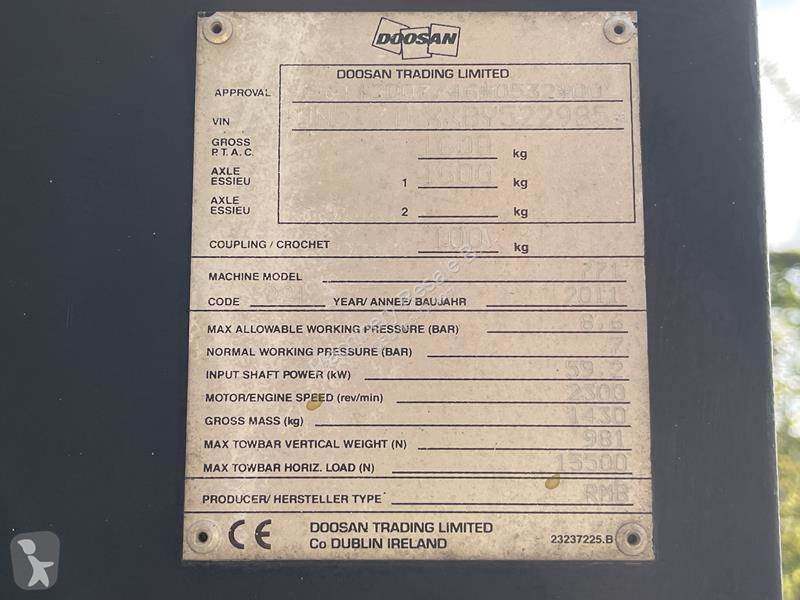 DOOSAN
DOOSAN TRADING LIMITED
APPROVAL
VIN
GROSS P.T.A.C. 1600 kg
AXLE ESSIEU 1 1500 kg
AXLE ESSIEU 2 kg
COUPLING / CROCHET 100 kg
MACHINE MODEL 771
CODE YEAR/ ANNEE/ BAUJAHR 2011
MAX ALLOWABLE WORKING PRESSURE (BAR) 8,6
NORMAL WORKING PRESSURE (BAR) 7
INPUT SHAFT POWER (kW) 59.2
MOTOR/ENGINE SPEED (rev/min) 2300
GROSS MASS (kg) 1430
MAX TOWBAR VERTICAL WEIGHT (N) 981
MAX TOWBAR HORIZ. LOAD (N) 15500
PRODUCER/ HERSTELLER TYPE RMB
CE DOOSAN TRADING LIMITED
Co DUBLIN IRELAND 23237225.B